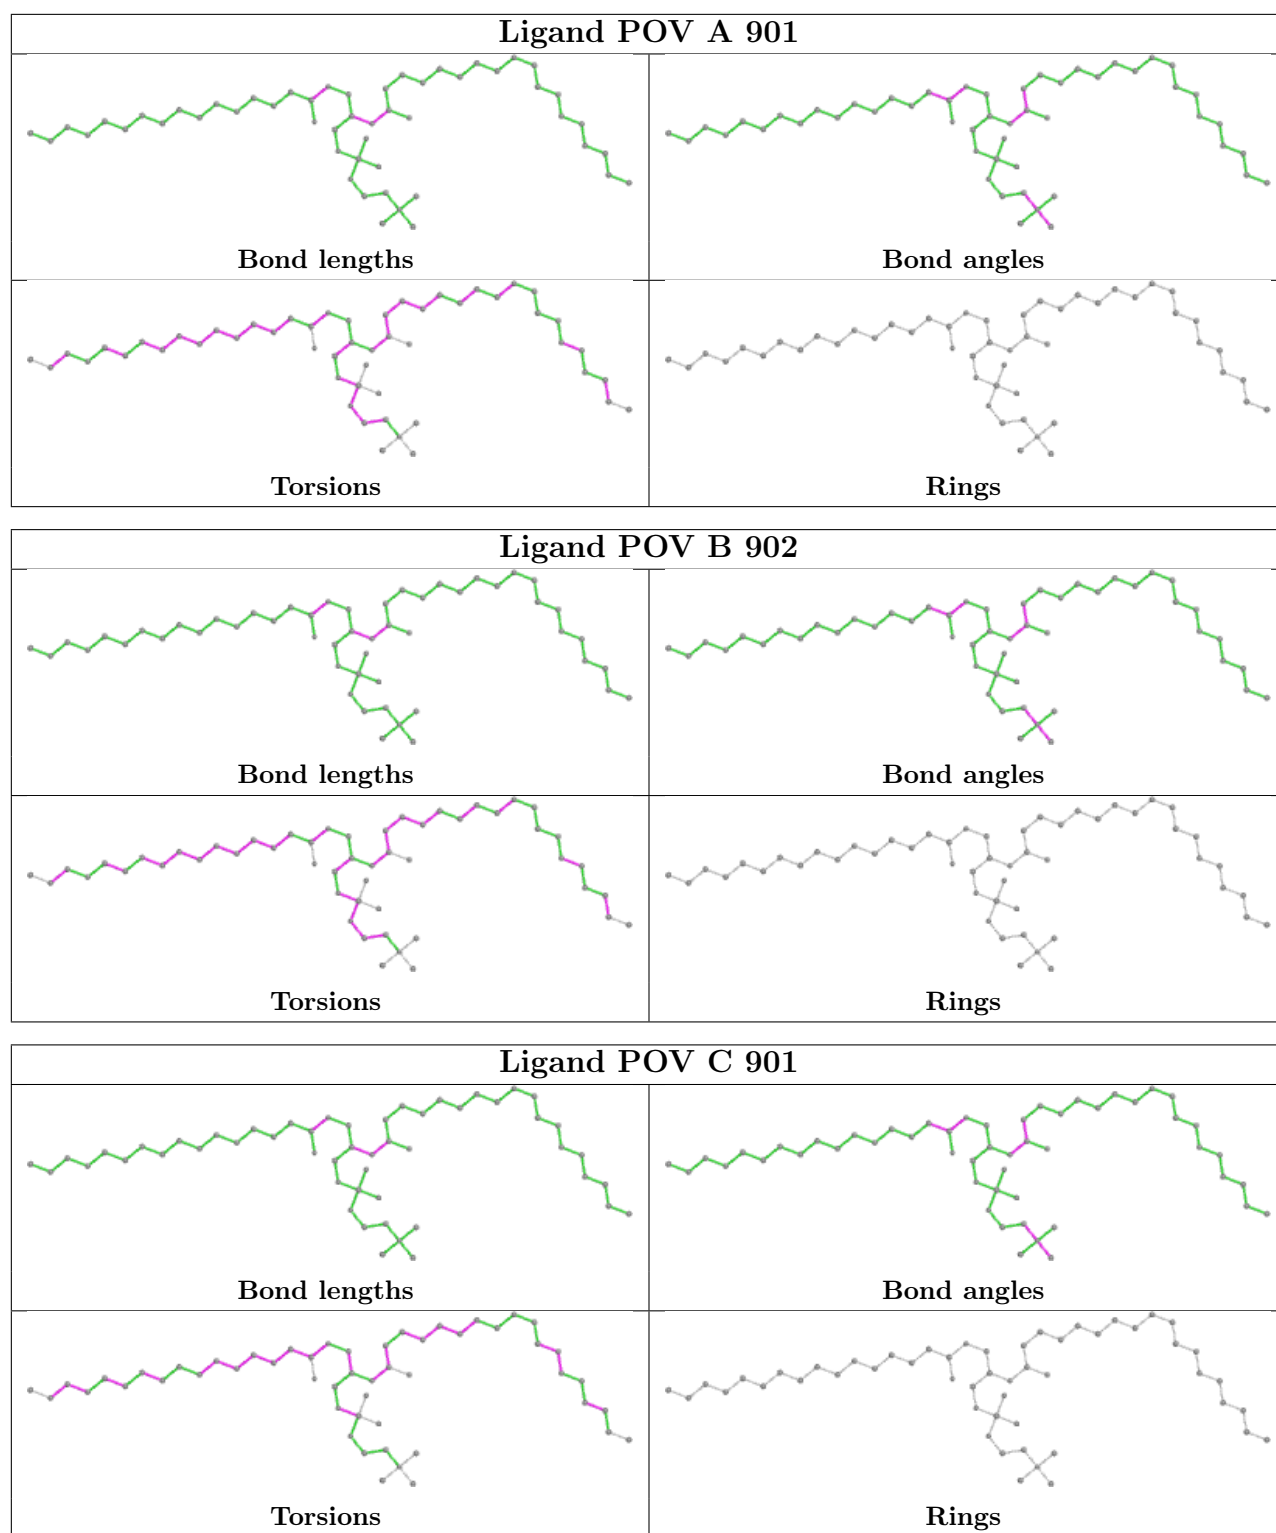 Ligand POV A 901
Bond lengths
Bond angles
Torsions
Rings
Ligand POV B 902
Bond lengths
Bond angles
Torsions
Rings
Ligand POV C 901
Bond lengths
Bond angles
Torsions
Rings